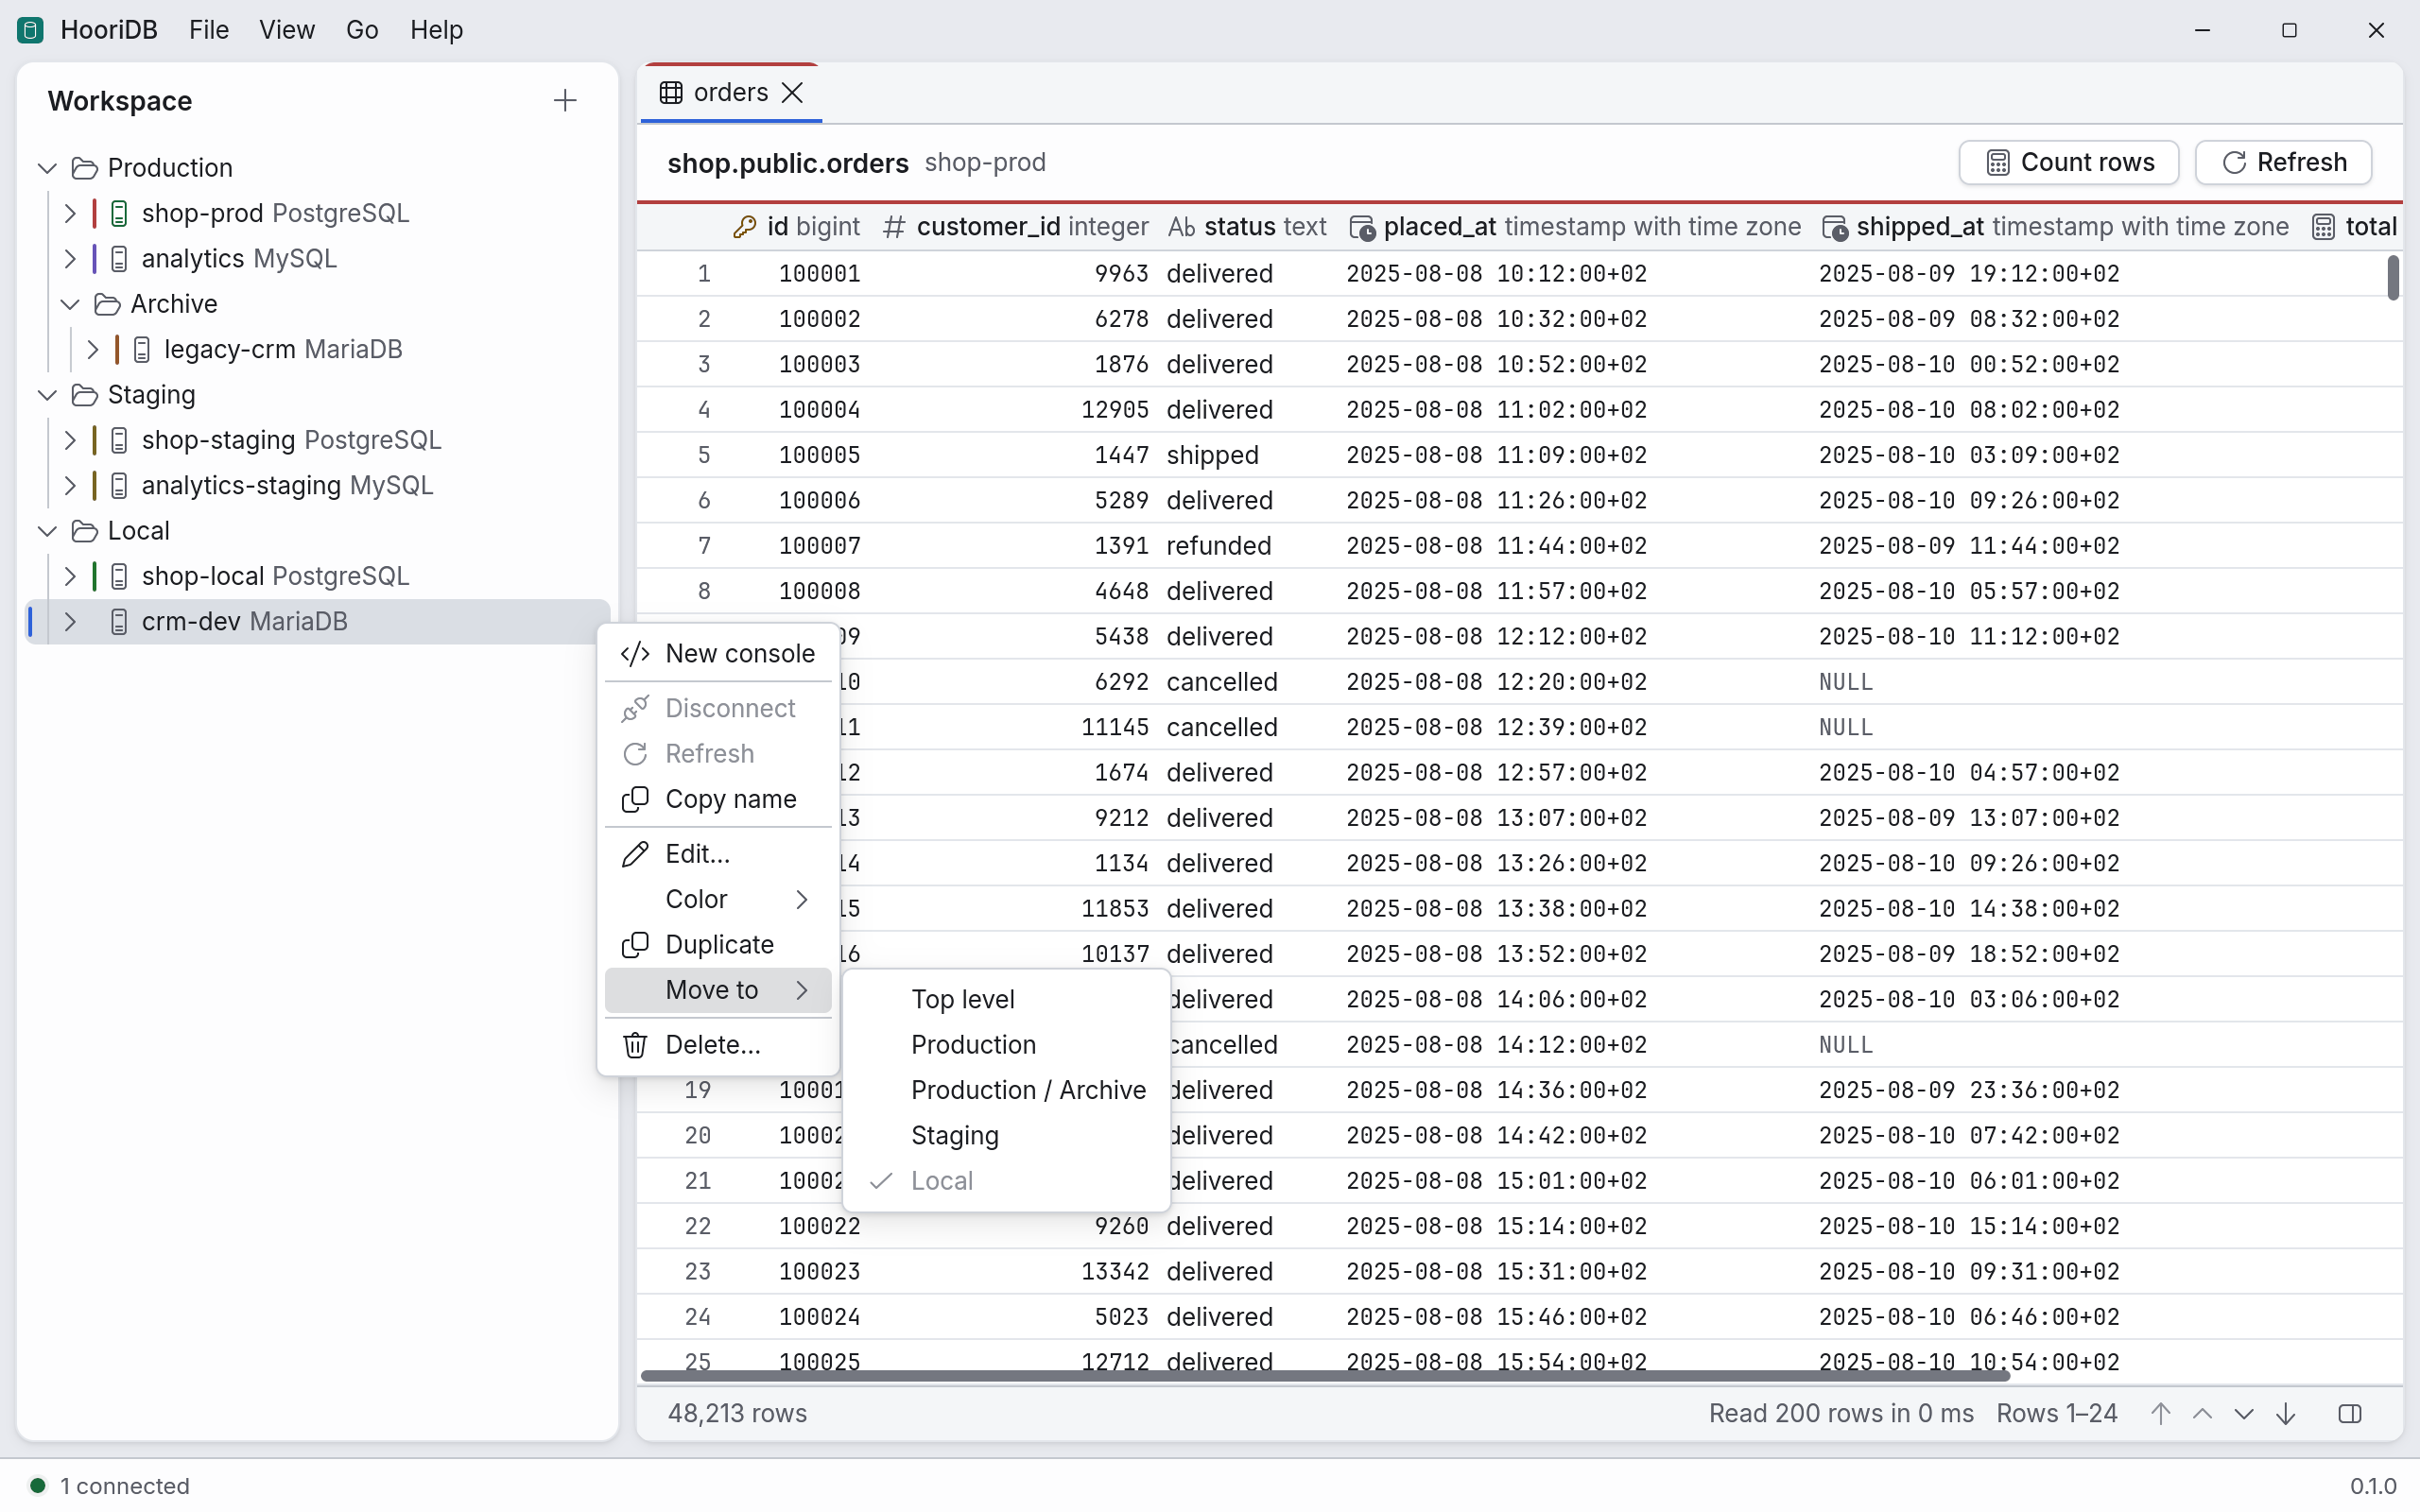 HooriDB File View Go Help
Workspace
Production
shop-prod PostgreSQL
analytics MySQL
Archive
legacy-crm MariaDB
Staging
shop-staging PostgreSQL
analytics-staging MySQL
Local
shop-local PostgreSQL
crm-dev MariaDB
New console
Disconnect
Refresh
Copy name
Edit...
Color
Duplicate
Move to
Delete...
Top level
Production
Production / Archive
Staging
Local
orders
shop.public.orders shop-prod
Count rows Refresh
id bigint customer_id integer status text placed_at timestamp with time zone shipped_at timestamp with time zone total
1 100001 9963 delivered 2025-08-08 10:12:00+02 2025-08-09 19:12:00+02
2 100002 6278 delivered 2025-08-08 10:32:00+02 2025-08-09 08:32:00+02
3 100003 1876 delivered 2025-08-08 10:52:00+02 2025-08-10 00:52:00+02
4 100004 12905 delivered 2025-08-08 11:02:00+02 2025-08-10 08:02:00+02
5 100005 1447 shipped 2025-08-08 11:09:00+02 2025-08-10 03:09:00+02
6 100006 5289 delivered 2025-08-08 11:26:00+02 2025-08-10 09:26:00+02
7 100007 1391 refunded 2025-08-08 11:44:00+02 2025-08-09 11:44:00+02
8 100008 4648 delivered 2025-08-08 11:57:00+02 2025-08-10 05:57:00+02
09 5438 delivered 2025-08-08 12:12:00+02 2025-08-10 11:12:00+02
10 6292 cancelled 2025-08-08 12:20:00+02 NULL
11 11145 cancelled 2025-08-08 12:39:00+02 NULL
12 1674 delivered 2025-08-08 12:57:00+02 2025-08-10 04:57:00+02
13 9212 delivered 2025-08-08 13:07:00+02 2025-08-09 13:07:00+02
14 1134 delivered 2025-08-08 13:26:00+02 2025-08-10 09:26:00+02
15 11853 delivered 2025-08-08 13:38:00+02 2025-08-10 14:38:00+02
16 10137 delivered 2025-08-08 13:52:00+02 2025-08-09 18:52:00+02
delivered 2025-08-08 14:06:00+02 2025-08-10 03:06:00+02
cancelled 2025-08-08 14:12:00+02 NULL
19 10001 delivered 2025-08-08 14:36:00+02 2025-08-09 23:36:00+02
20 10002 delivered 2025-08-08 14:42:00+02 2025-08-10 07:42:00+02
21 10002 delivered 2025-08-08 15:01:00+02 2025-08-10 06:01:00+02
22 100022 9260 delivered 2025-08-08 15:14:00+02 2025-08-10 15:14:00+02
23 100023 13342 delivered 2025-08-08 15:31:00+02 2025-08-10 09:31:00+02
24 100024 5023 delivered 2025-08-08 15:46:00+02 2025-08-10 06:46:00+02
25 100025 12712 delivered 2025-08-08 15:54:00+02 2025-08-10 10:54:00+02
48,213 rows Read 200 rows in 0 ms Rows 1–24
1 connected 0.1.0